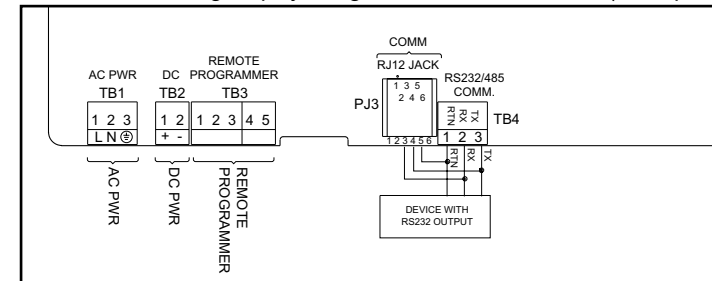 COMM
RJ12 JACK
REMOTE
AC PWR DC PROGRAMMER
TB1 TB2 TB3
RS232/485
COMM.
PJ3
1 3 5
2 4 6
TB4
RTN RX TX
1 2 3 1 2 1 2 3 4 5
L N + -
1 2 3 4 5 6
1 2 3
RTN RX TX
AC PWR
DC PWR
REMOTE
PROGRAMMER
DEVICE WITH
RS232 OUTPUT